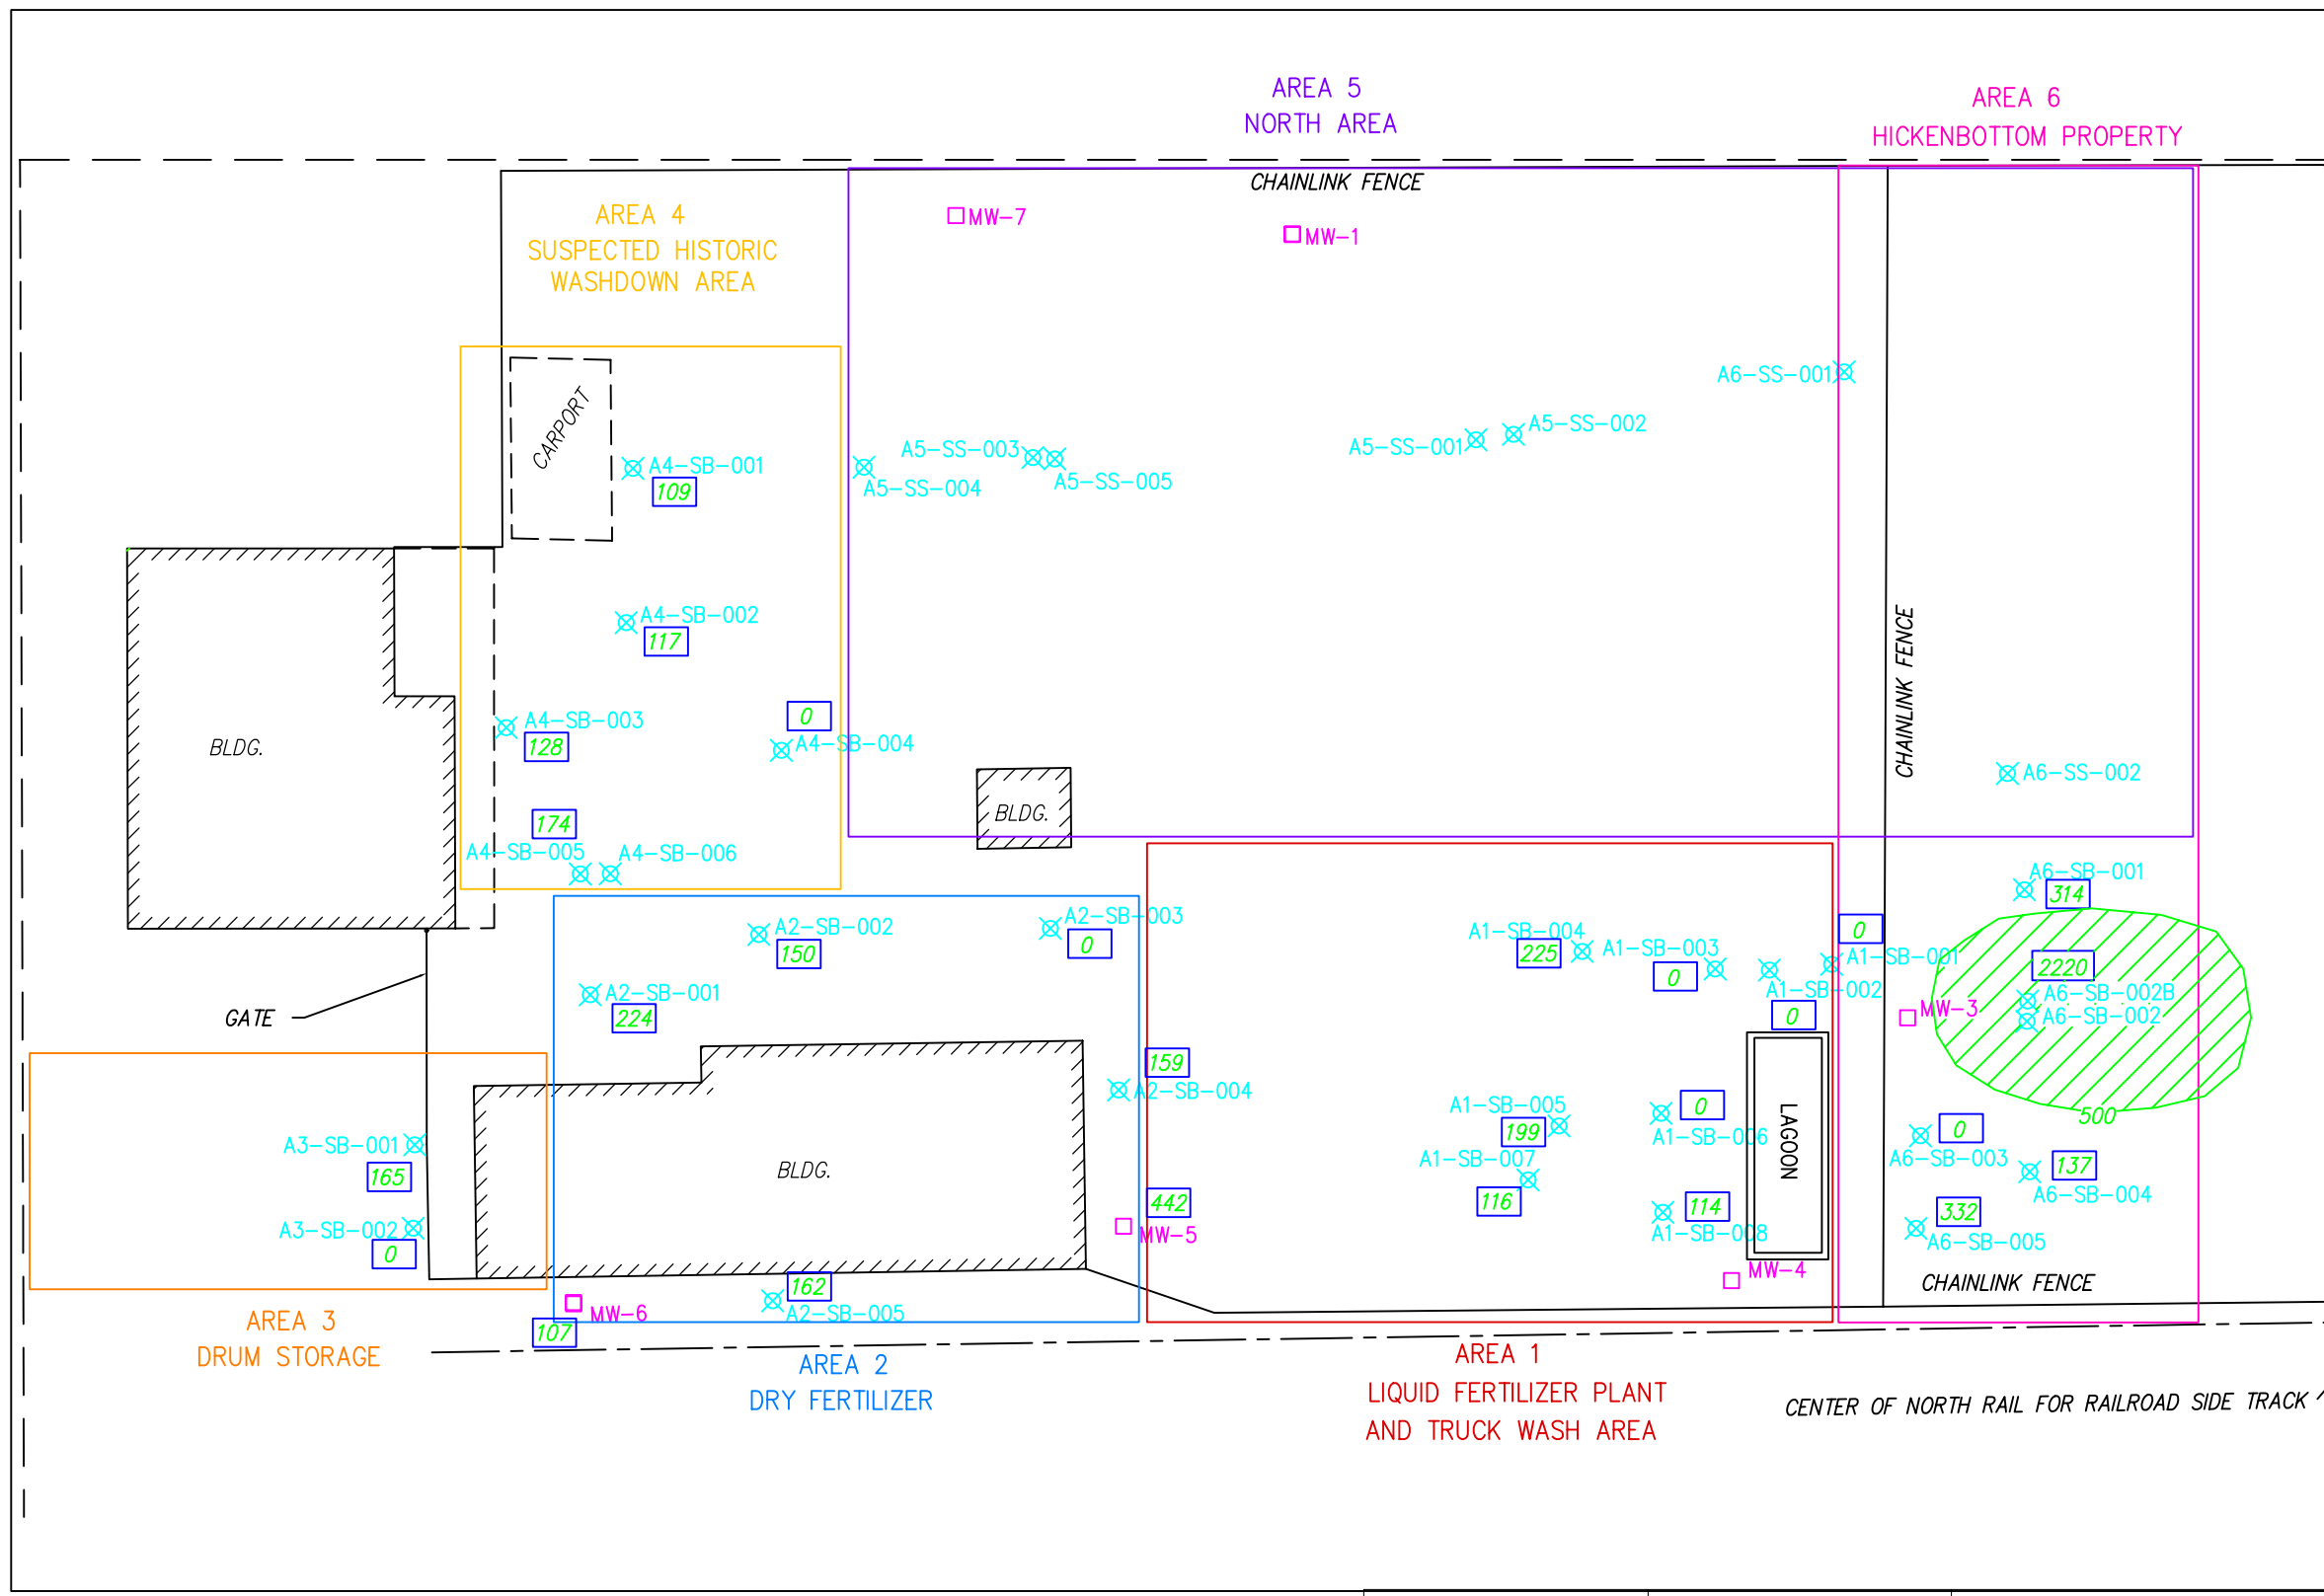 AREA 5
NORTH AREA
AREA 6
HICKENBOTTOM PROPERTY
CHAINLINK FENCE
AREA 4
SUSPECTED HISTORIC
WASHDOWN AREA
MW-7
MW-1
CARPORT
A6-SS-001
A5-SS-002
A5-SS-001
A5-SS-003
A5-SS-005
A5-SS-004
A4-SB-001
109
A4-SB-002
117
A4-SB-003
128
0
A4-SB-004
BLDG.
BLDG.
CHAINLINK FENCE
A6-SS-002
174
A4-SB-005
A4-SB-006
A6-SB-001
314
A2-SB-002
150
A2-SB-003
0
A1-SB-004
225
A1-SB-003
0
0
A1-SB-001
A1-SB-002
0
2220
A6-SB-002B
A6-SB-002
MW-3
A2-SB-001
224
GATE
159
A2-SB-004
A1-SB-005
199
0
A1-SB-006
LAGOON
500
0
A6-SB-003
137
A6-SB-004
A3-SB-001
165
BLDG.
A1-SB-007
116
114
A1-SB-008
442
MW-5
332
A6-SB-005
A3-SB-002
0
MW-4
CHAINLINK FENCE
162
A2-SB-005
MW-6
107
AREA 3
DRUM STORAGE
AREA 2
DRY FERTILIZER
AREA 1
LIQUID FERTILIZER PLANT
AND TRUCK WASH AREA
CENTER OF NORTH RAIL FOR RAILROAD SIDE TRACK